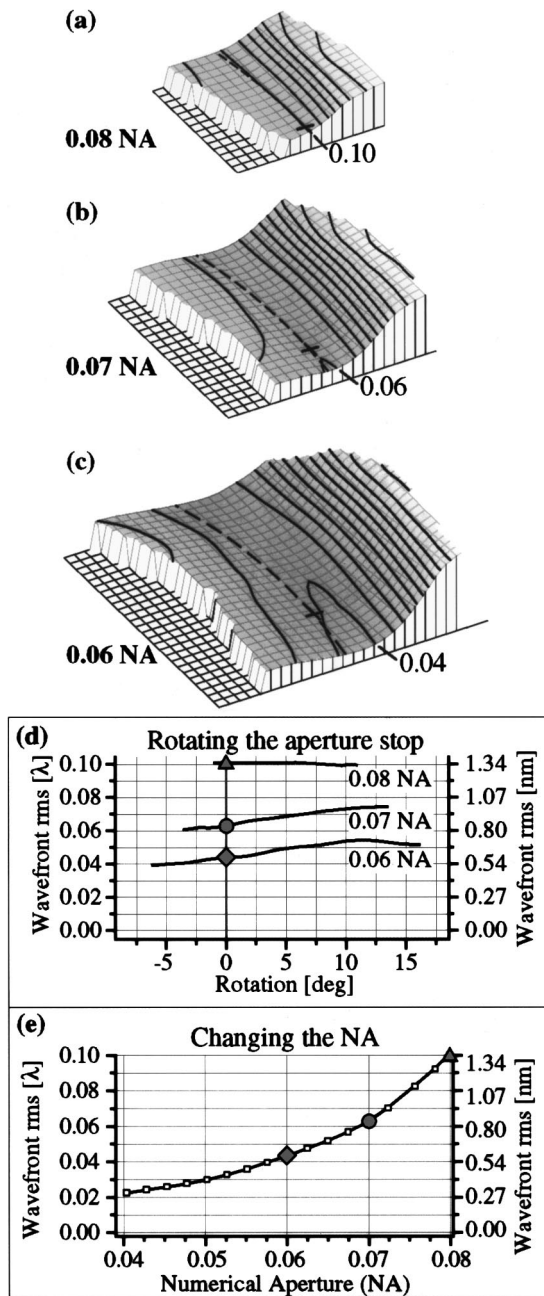 (a)
0.08 NA
0.10
(b)
0.07 NA
0.06
(c)
0.06 NA
0.04
(d) Rotating the aperture stop
Wavefront rms [λ]
0.10
0.08
0.06
0.04
0.02
0.00
0.08 NA
0.07 NA
0.06 NA
1.34
1.07
0.80
0.54
0.27
0.00
Wavefront rms [nm]
-5 0 5 10 15
Rotation [deg]
(e) Changing the NA
Wavefront rms [λ]
0.10
0.08
0.06
0.04
0.02
0.00
1.34
1.07
0.80
0.54
0.27
0.00
Wavefront rms [nm]
0.04 0.05 0.06 0.07 0.08
Numerical Aperture (NA)